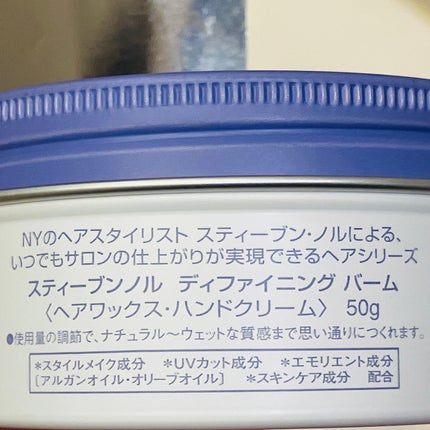 NYのヘアスタイリスト スティーブン・ノルによる、
いつでもサロンの仕上がりが実現できるヘアシリーズ
スティーブンノル ディファイニング バーム
〈ヘアワックス・ハンドクリーム〉 50g
●使用量の調節で、ナチュラル〜ウェットな質感まで思い通りにつくれます。
＊スタイルメイク成分 ＊UVカット成分 ＊エモリエント成分
〔アルガンオイル・オリーブオイル〕 ＊スキンケア成分 配合